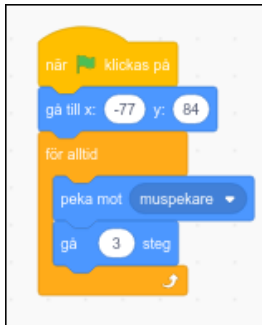 när klickas på
gå till x: -77 y: 84
för alltid
peka mot muspekare
gå 3 steg